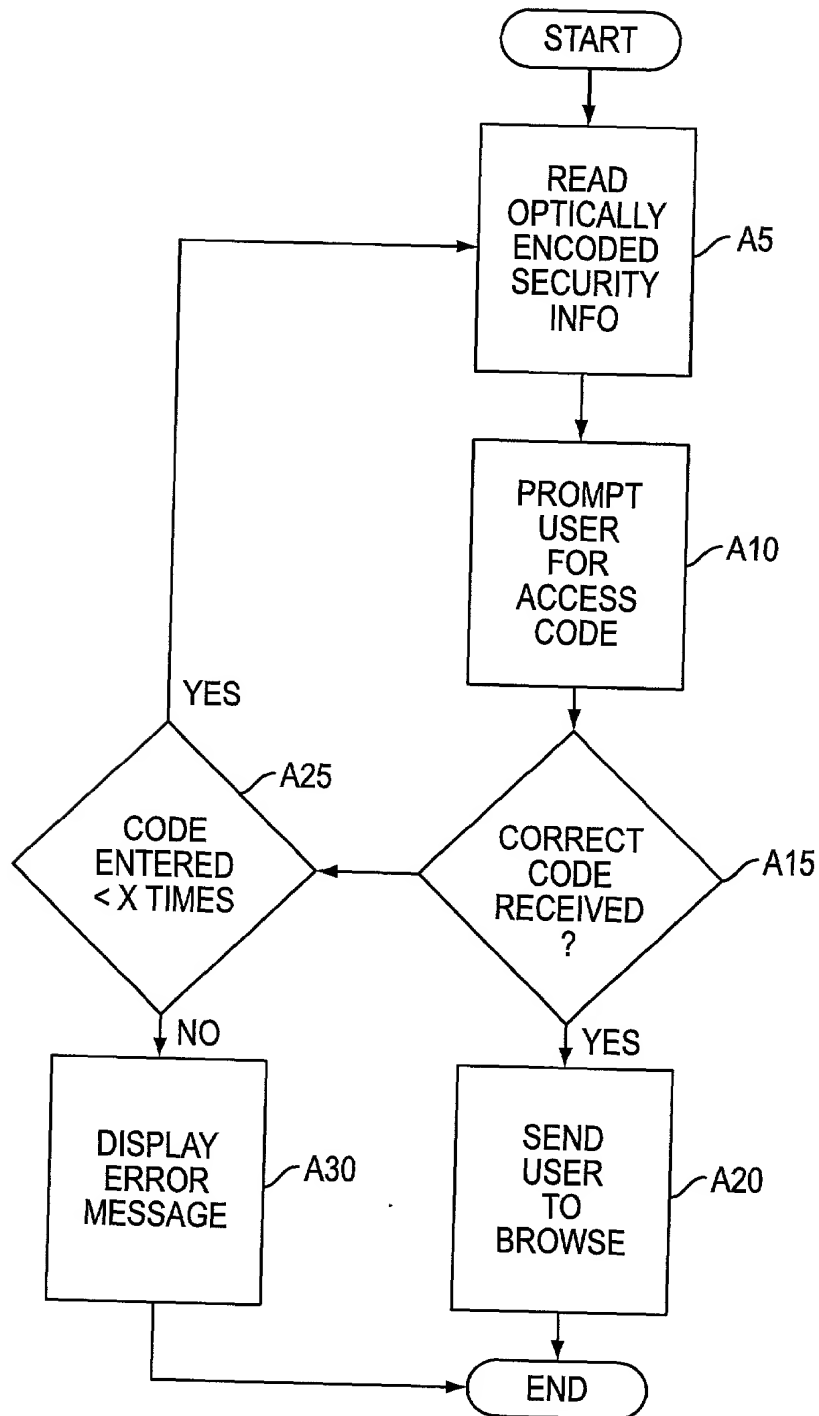 START
READ
OPTICALLY
ENCODED
SECURITY
INFO
A5
PROMPT
USER
FOR
ACCESS
CODE
A10
YES
A25
CODE
ENTERED
< X TIMES
CORRECT
CODE
RECEIVED
?
A15
NO
YES
DISPLAY
ERROR
MESSAGE
A30
SEND
USER
TO
BROWSE
A20
END